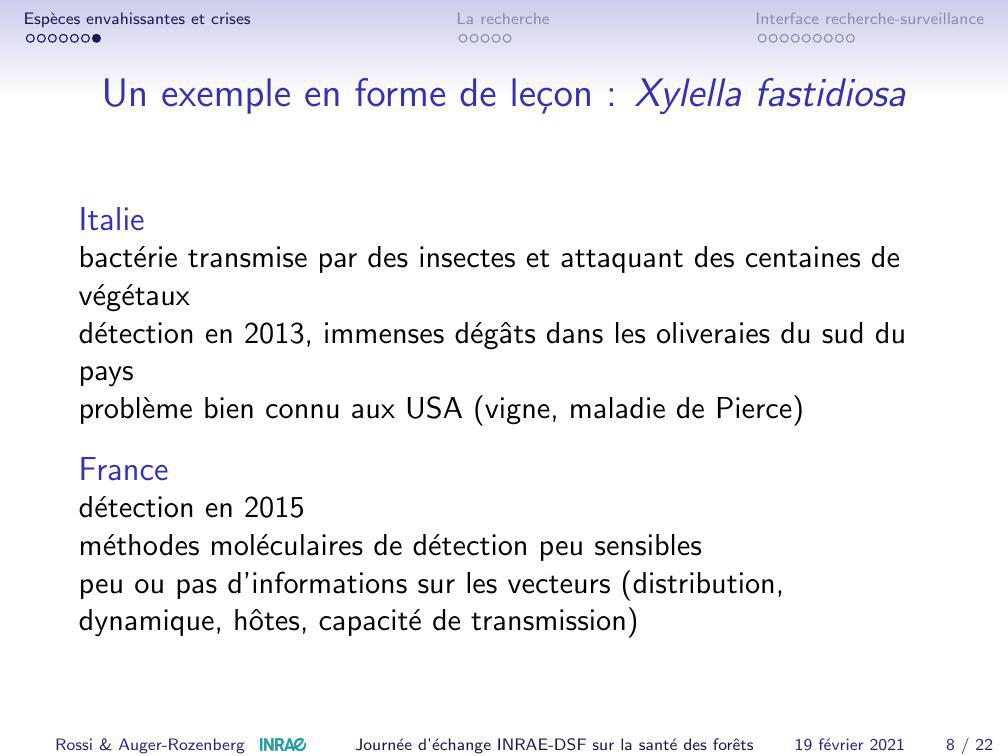 Espèces envahissantes et crises
La recherche
Interface recherche-surveillance
Un exemple en forme de leçon : Xylella fastidiosa
Italie
bactérie transmise par des insectes et attaquant des centaines de
végétaux
détection en 2013, immenses dégâts dans les oliveraies du sud du
pays
problème bien connu aux USA (vigne, maladie de Pierce)
France
détection en 2015
méthodes moléculaires de détection peu sensibles
peu ou pas d'informations sur les vecteurs (distribution,
dynamique, hôtes, capacité de transmission)
Rossi & Auger-Rozenberg INRAE Journée d'échange INRAE-DSF sur la santé des forêts 19 février 2021 8 / 22